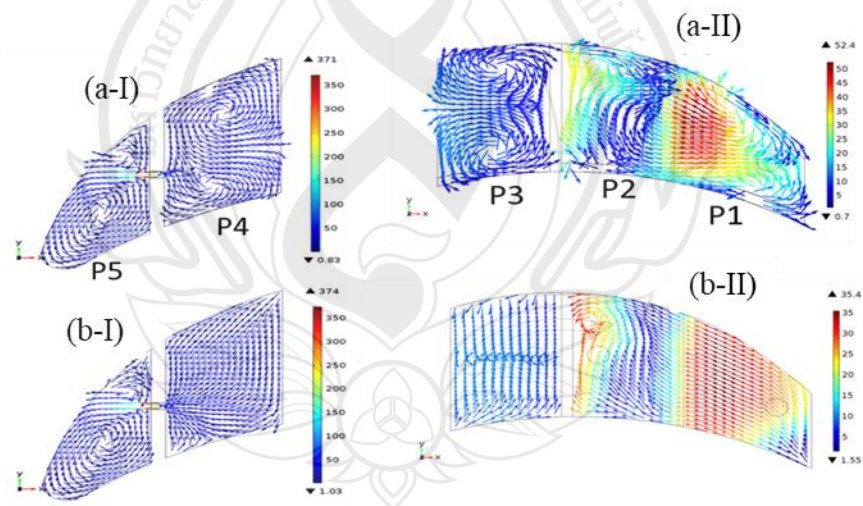 (a-I)
▲ 371
350
300
250
200
150
100
50
▼ 0.83
P4
P5
y
x
(a-II)
▲ 52.4
50
45
40
35
30
25
20
15
10
5
▼ 0.7
P3
P2
P1
y
x
(b-I)
▲ 374
350
300
250
200
150
100
50
▼ 1.03
y
x
(b-II)
▲ 35.4
35
30
25
20
15
10
5
▼ 1.55
y
x